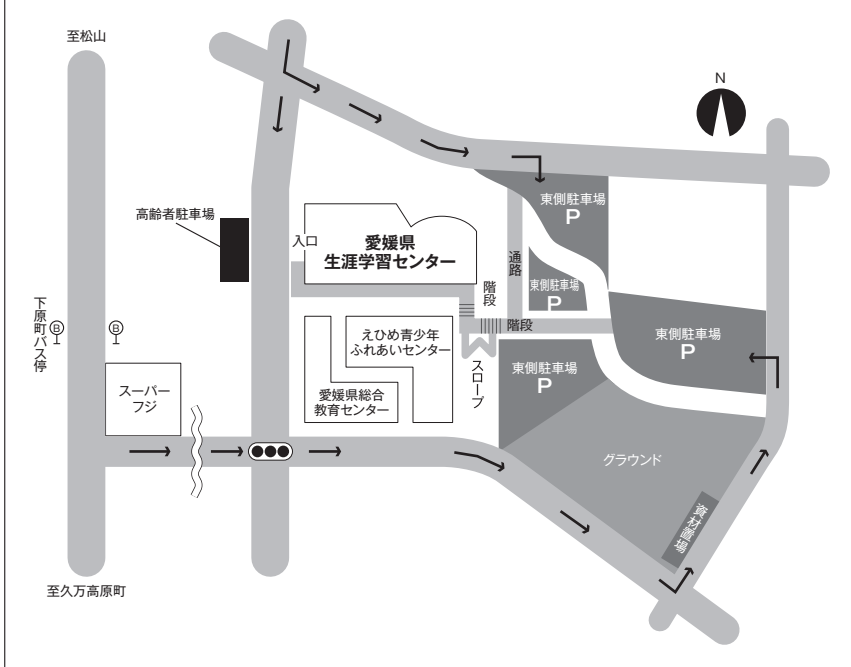 至松山
N
高齢者駐車場
入口
愛媛県
生涯学習センター
通路
東側駐車場
P
東側駐車場
P
階段
階段
東側駐車場
P
下原町バス停
B
B
えひめ青少年
ふれあいセンター
スロープ
東側駐車場
P
スーパー
フジ
愛媛県総合
教育センター
グラウンド
資材置場
至久万高原町